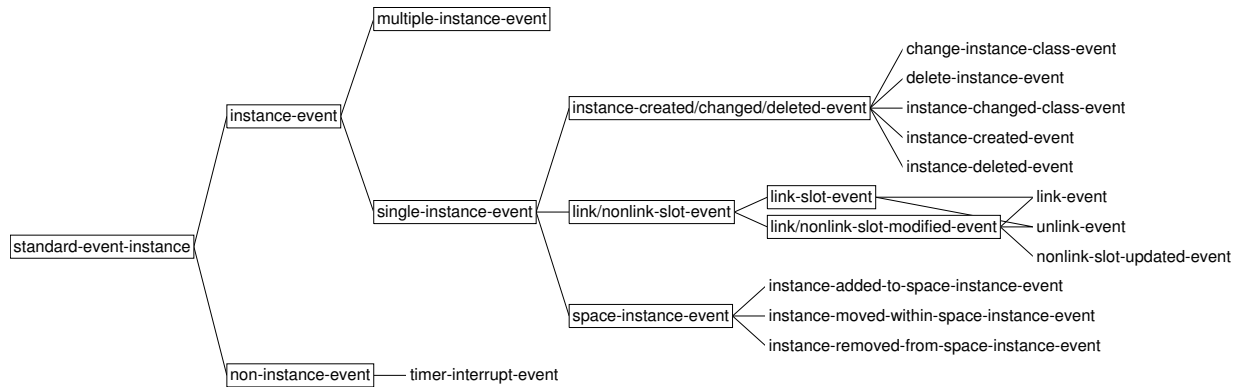 multiple-instance-event
change-instance-class-event
delete-instance-event
instance-event
instance-created/changed/deleted-event
instance-changed-class-event
instance-created-event
instance-deleted-event
link-slot-event
link-event
single-instance-event
link/nonlink-slot-event
link/nonlink-slot-modified-event
unlink-event
standard-event-instance
nonlink-slot-updated-event
instance-added-to-space-instance-event
space-instance-event
instance-moved-within-space-instance-event
instance-removed-from-space-instance-event
non-instance-event
timer-interrupt-event